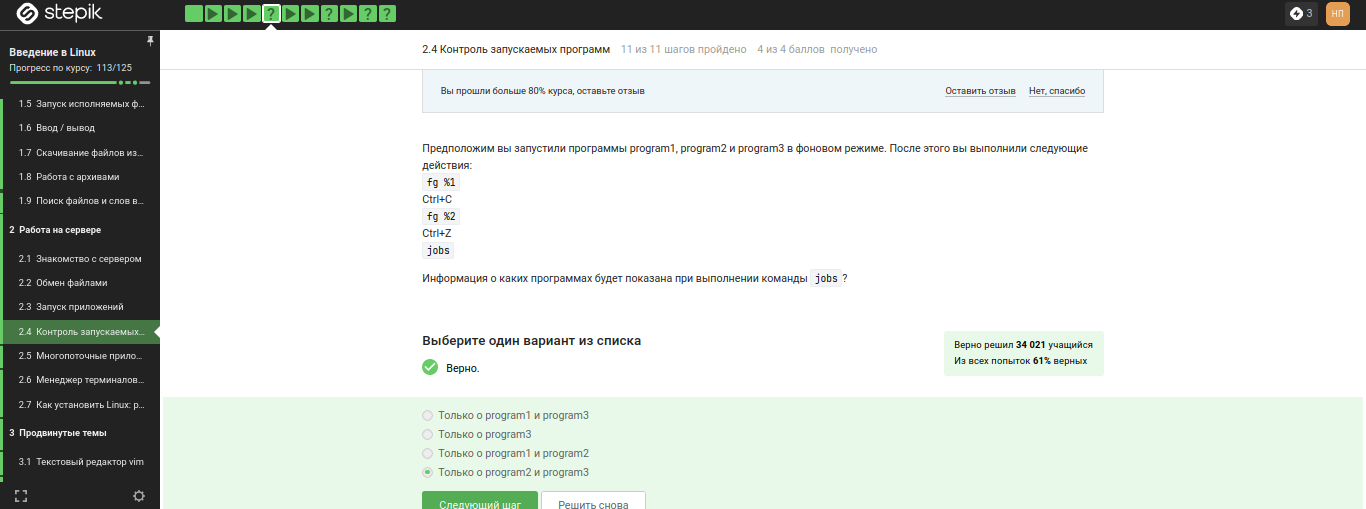 stepik
? ? ? ?
3
НП
Введение в Linux
Прогресс по курсу: 113/125
1.5 Запуск исполняемых ф...
1.6 Ввод / вывод
1.7 Скачивание файлов из...
1.8 Работа с архивами
1.9 Поиск файлов и слов в...
2 Работа на сервере
2.1 Знакомство с сервером
2.2 Обмен файлами
2.3 Запуск приложений
2.4 Контроль запускаемых...
2.5 Многопоточные прило...
2.6 Менеджер терминалов...
2.7 Как установить Linux: р...
3 Продвинутые темы
3.1 Текстовый редактор vim
2.4 Контроль запускаемых программ 11 из 11 шагов пройдено 4 из 4 баллов получено
Вы прошли больше 80% курса, оставьте отзыв Оставить отзыв Нет, спасибо
Предположим вы запустили программы program1, program2 и program3 в фоновом режиме. После этого вы выполнили следующие
действия:
fg %1
Ctrl+C
fg %2
Ctrl+Z
jobs
Информация о каких программах будет показана при выполнении команды jobs ?
Выберите один вариант из списка
Верно.
Верно решил 34 021 учащийся
Из всех попыток 61% верных
Только о program1 и program3
Только о program3
Только о program1 и program2
Только о program2 и program3
Следующий шаг Решить снова